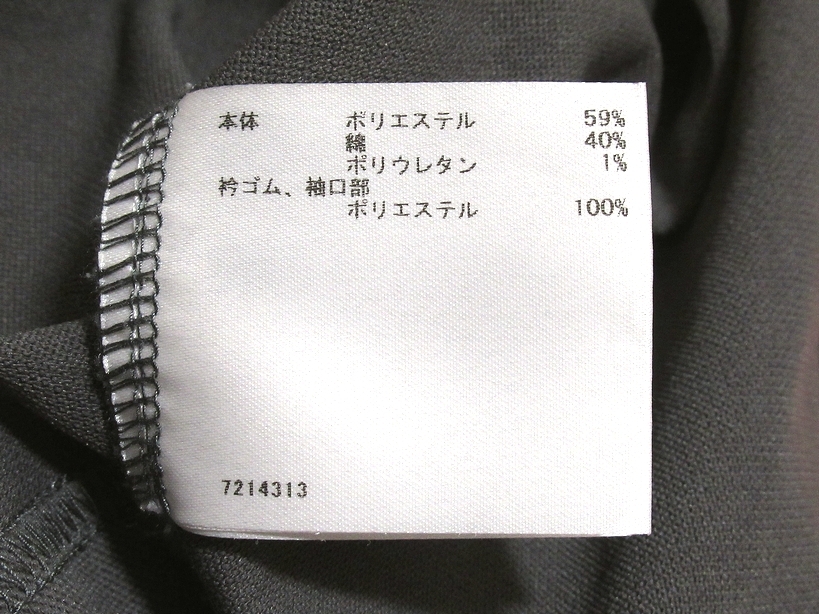 本体 ポリエステル 59%
綿 40%
ポリウレタン 1%
衿ゴム、袖口部
ポリエステル 100%
7214313